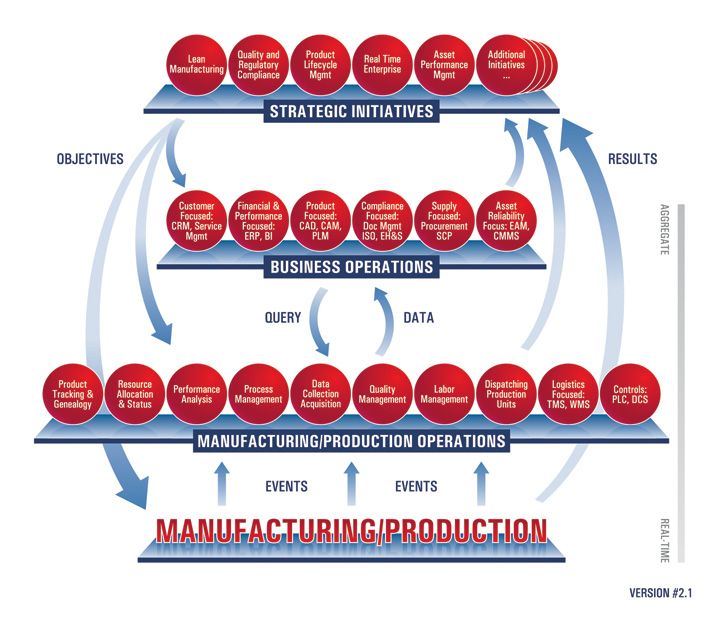 Lean
Manufacturing
Quality and
Regulatory
Compliance
Product
Lifecycle
Mgmt
Real Time
Enterprise
Asset
Performance
Mgmt
Additional
Initiatives
...
STRATEGIC INITIATIVES
OBJECTIVES
RESULTS
Customer
Focused:
CRM, Service
Mgmt
Financial &
Performance
Focused:
ERP, BI
Product
Focused:
CAD, CAM,
PLM
Compliance
Focused:
Doc Mgmt
ISO, EH&S
Supply
Focused:
Procurement
SCP
Asset
Reliability
Focus: EAM,
CMMS
AGGREGATE
BUSINESS OPERATIONS
QUERY
DATA
Product
Tracking &
Genealogy
Resource
Allocation
& Status
Performance
Analysis
Process
Management
Data
Collection
Acquisition
Quality
Management
Labor
Management
Dispatching
Production
Units
Logistics
Focused:
TMS, WMS
Controls:
PLC, DCS
MANUFACTURING/PRODUCTION OPERATIONS
EVENTS
EVENTS
MANUFACTURING/PRODUCTION
REAL-TIME
VERSION #2.1